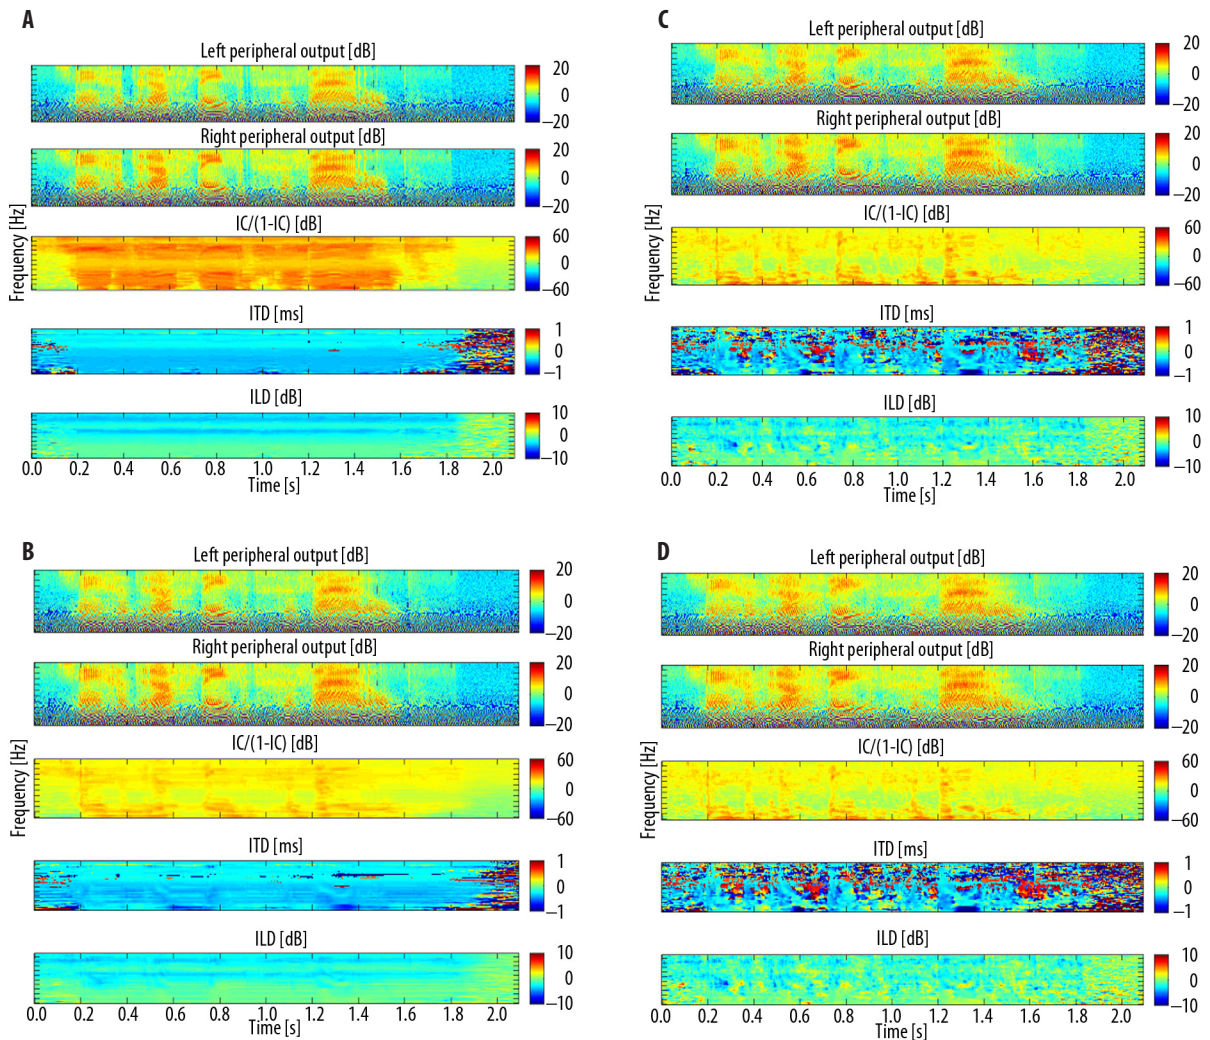 A
Left peripheral output [dB]
20
0
−20
Right peripheral output [dB]
20
0
−20
IC/(1-IC) [dB]
60
0
−60
ITD [ms]
1
0
−1
ILD [dB]
10
0
−10
0.0 0.2 0.4 0.6 0.8 1.0 1.2 1.4 1.6 1.8 2.0
Time [s]
Frequency [Hz]
B
Left peripheral output [dB]
20
0
−20
Right peripheral output [dB]
20
0
−20
IC/(1-IC) [dB]
60
0
−60
ITD [ms]
1
0
−1
ILD [dB]
10
0
−10
0.0 0.2 0.4 0.6 0.8 1.0 1.2 1.4 1.6 1.8 2.0
Time [s]
Frequency [Hz]
C
Left peripheral output [dB]
20
0
−20
Right peripheral output [dB]
20
0
−20
IC/(1-IC) [dB]
60
0
−60
ITD [ms]
1
0
−1
ILD [dB]
10
0
−10
0.0 0.2 0.4 0.6 0.8 1.0 1.2 1.4 1.6 1.8 2.0
Time [s]
Frequency [Hz]
D
Left peripheral output [dB]
20
0
−20
Right peripheral output [dB]
20
0
−20
IC/(1-IC) [dB]
60
0
−60
ITD [ms]
1
0
−1
ILD [dB]
10
0
−10
0.0 0.2 0.4 0.6 0.8 1.0 1.2 1.4 1.6 1.8 2.0
Time [s]
Frequency [Hz]